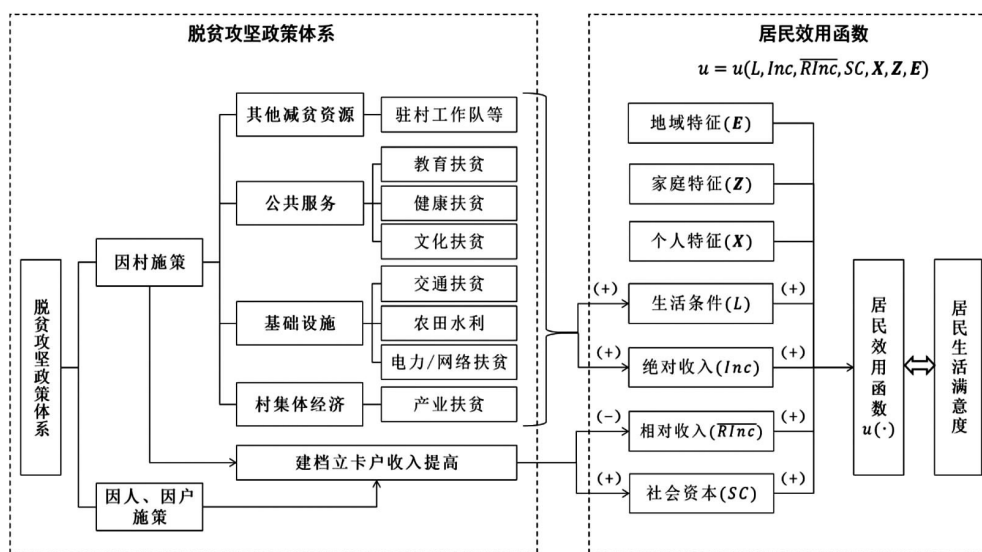 脱贫攻坚政策体系
脱贫攻坚政策体系
因村施策
因人、因户
施策
其他减贫资源
驻村工作队等
公共服务
教育扶贫
健康扶贫
文化扶贫
基础设施
交通扶贫
农田水利
电力/网络扶贫
村集体经济
产业扶贫
建档立卡户收入提高
居民效用函数
u = u(L, Inc, \overline{RInc}, SC, X, Z, E)
地域特征(E)
家庭特征(Z)
个人特征(X)
(+)
生活条件(L)
(+)
(+)
绝对收入(Inc)
(+)
(−)
相对收入(\overline{RInc})
(+)
(+)
社会资本(SC)
(+)
居民效用函数
u(·)
居民生活满意度